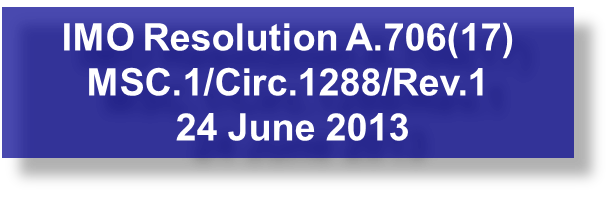 IMO Resolution A.706(17)
MSC.1/Circ.1288/Rev.1
24 June 2013